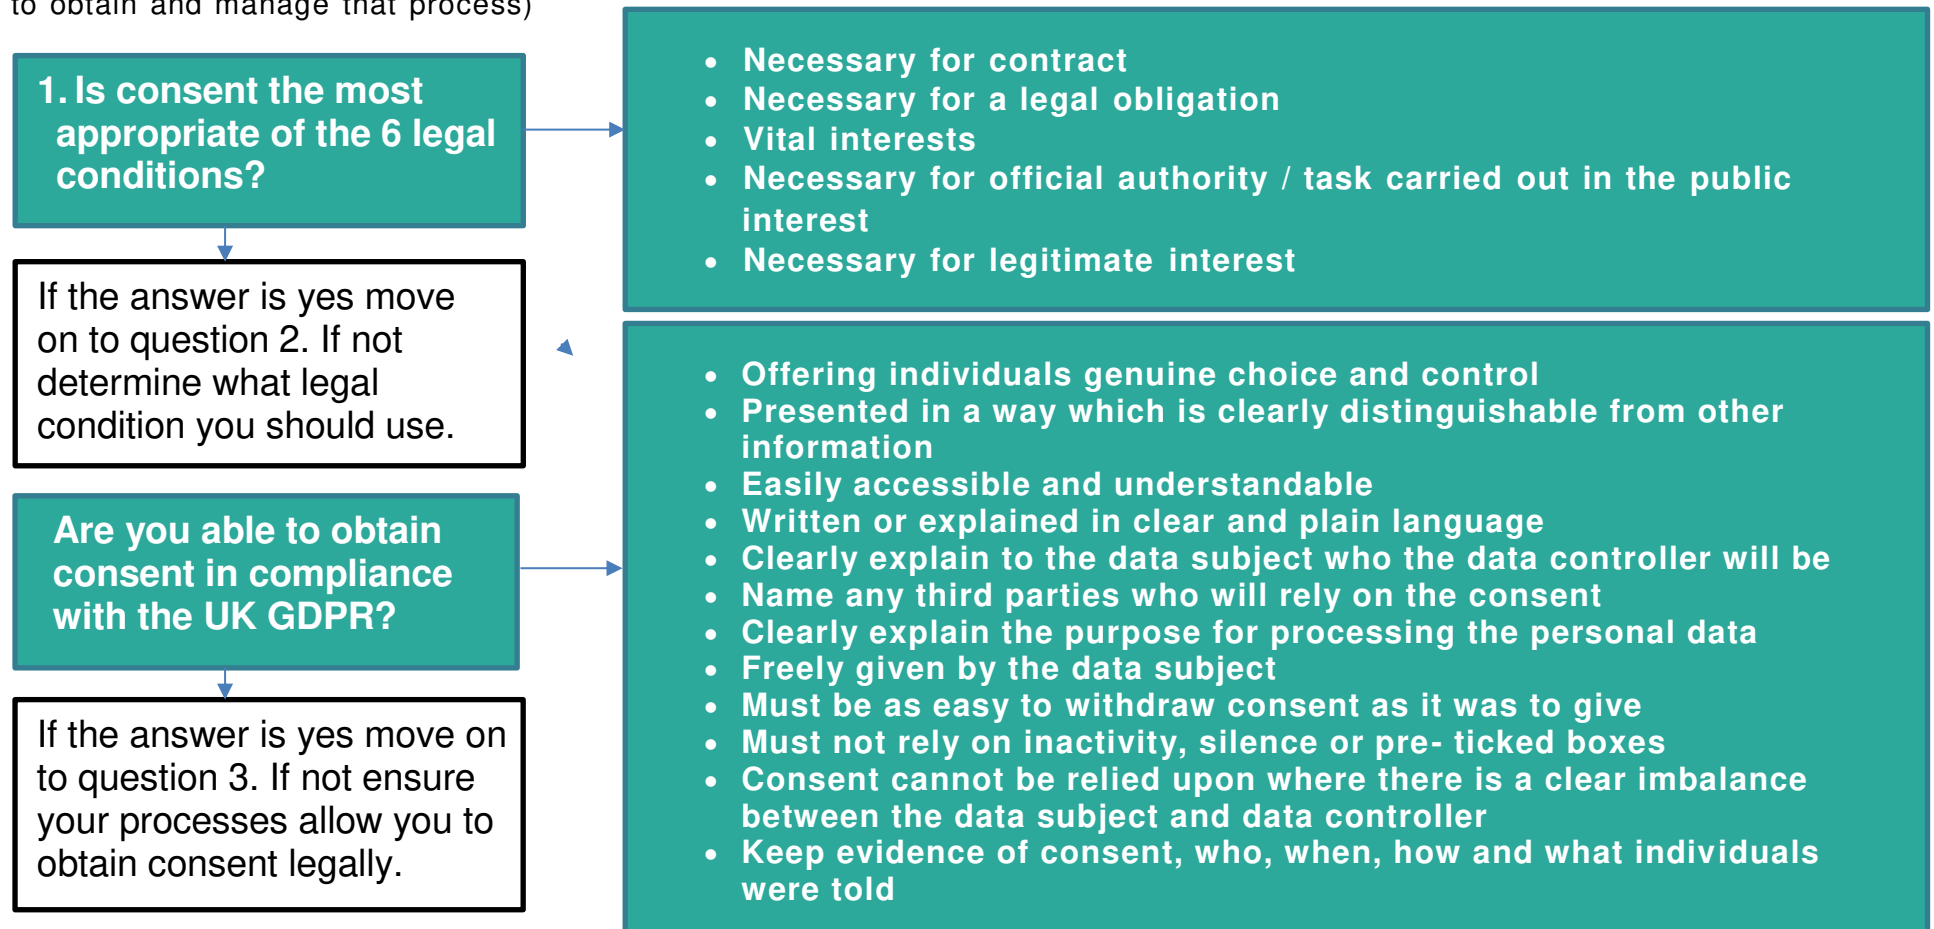 to obtain and manage that process)
1. Is consent the most
appropriate of the 6 legal
conditions?
• Necessary for contract
• Necessary for a legal obligation
• Vital interests
• Necessary for official authority / task carried out in the public
interest
• Necessary for legitimate interest
If the answer is yes move
on to question 2. If not
determine what legal
condition you should use.
Are you able to obtain
consent in compliance
with the UK GDPR?
• Offering individuals genuine choice and control
• Presented in a way which is clearly distinguishable from other
information
• Easily accessible and understandable
• Written or explained in clear and plain language
• Clearly explain to the data subject who the data controller will be
• Name any third parties who will rely on the consent
• Clearly explain the purpose for processing the personal data
• Freely given by the data subject
• Must be as easy to withdraw consent as it was to give
• Must not rely on inactivity, silence or pre- ticked boxes
• Consent cannot be relied upon where there is a clear imbalance
between the data subject and data controller
• Keep evidence of consent, who, when, how and what individuals
were told
If the answer is yes move on
to question 3. If not ensure
your processes allow you to
obtain consent legally.